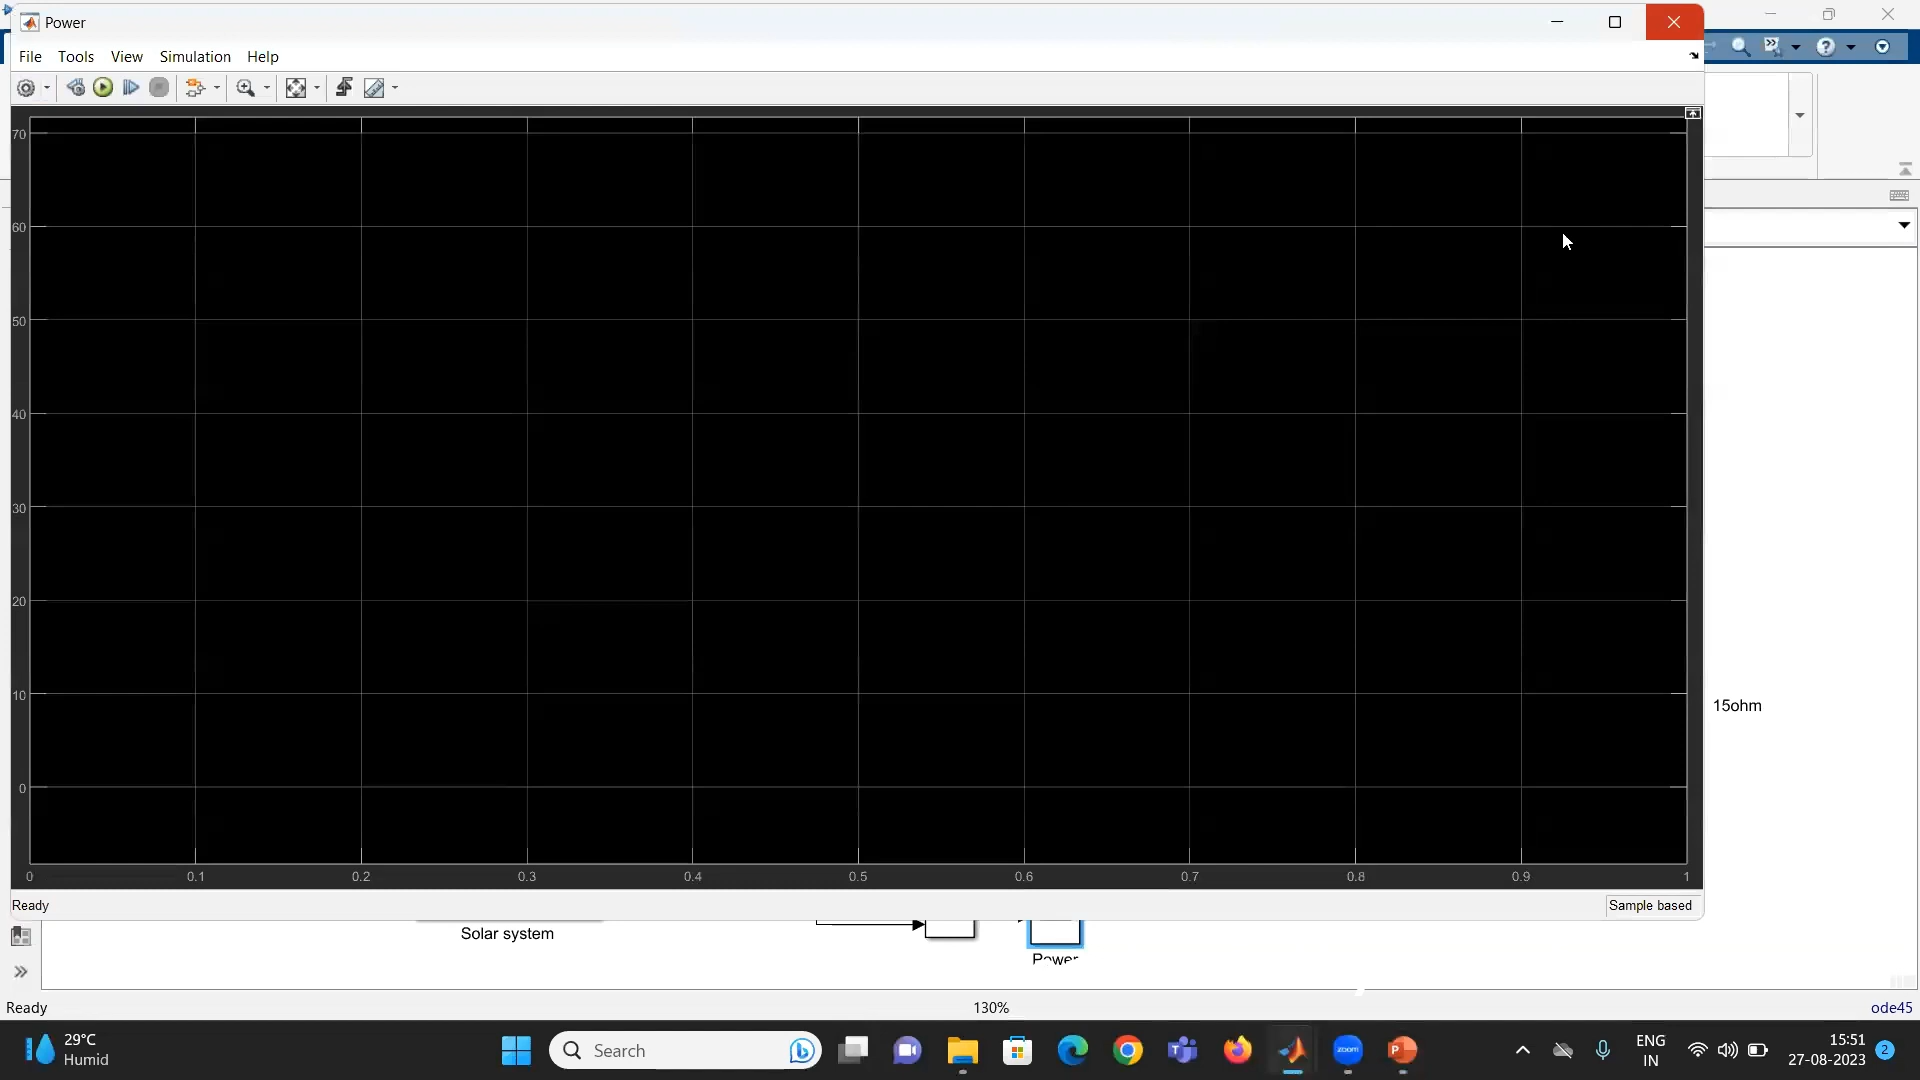 Power
File Tools View Simulation Help
70
60
50
40
30
20
10
0
0 0.1 0.2 0.3 0.4 0.5 0.6 0.7 0.8 0.9 1
Ready Sample based
15ohm
Solar system
Power
Ready 130% ode45
29°C
Humid
Search
zoom
ENG
IN
15:51
27-08-2023
2